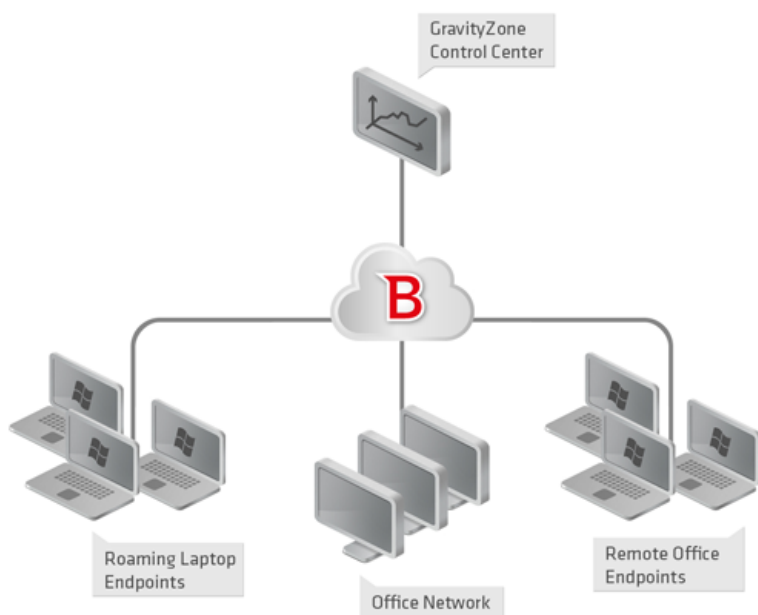 GravityZone
Control Center
B
Roaming Laptop
Endpoints
Remote Office
Endpoints
Office Network